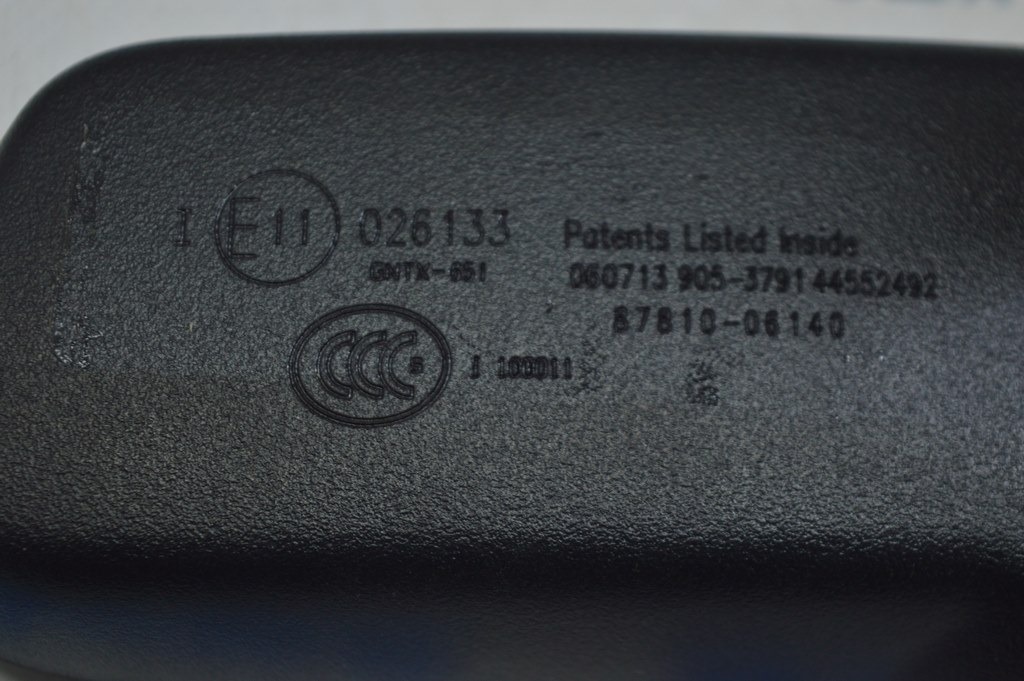 I E11 026133
GNTX-651
Patents Listed Inside
060713 905-3791 44552492
87810-06140
CCC
I